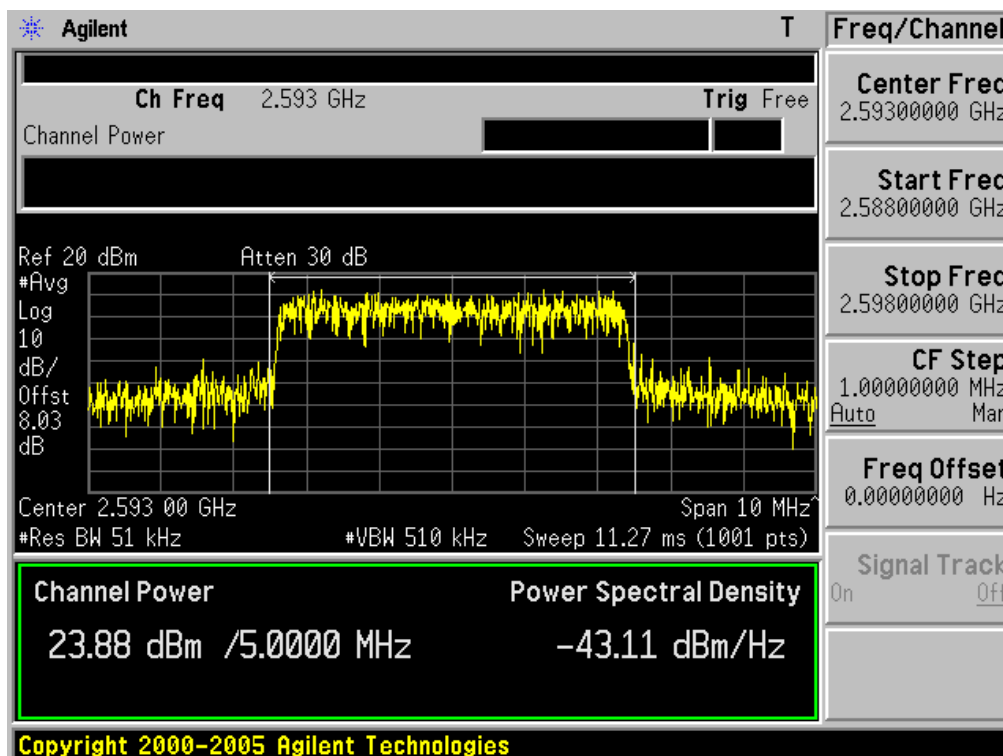 Agilent T
Ch Freq 2.593 GHz Trig Free
Channel Power
Ref 20 dBm Atten 30 dB
#Avg
Log
10
dB/
Offst
8.03
dB
Center 2.593 00 GHz Span 10 MHz^
#Res BW 51 kHz #VBW 510 kHz Sweep 11.27 ms (1001 pts)
Channel Power Power Spectral Density
23.88 dBm /5.0000 MHz -43.11 dBm/Hz
Copyright 2000-2005 Agilent Technologies
Freq/Channel
Center Freq
2.59300000 GHz
Start Freq
2.58800000 GHz
Stop Freq
2.59800000 GHz
CF Step
1.00000000 MHz
Auto Man
Freq Offset
0.00000000 Hz
Signal Track
On Off